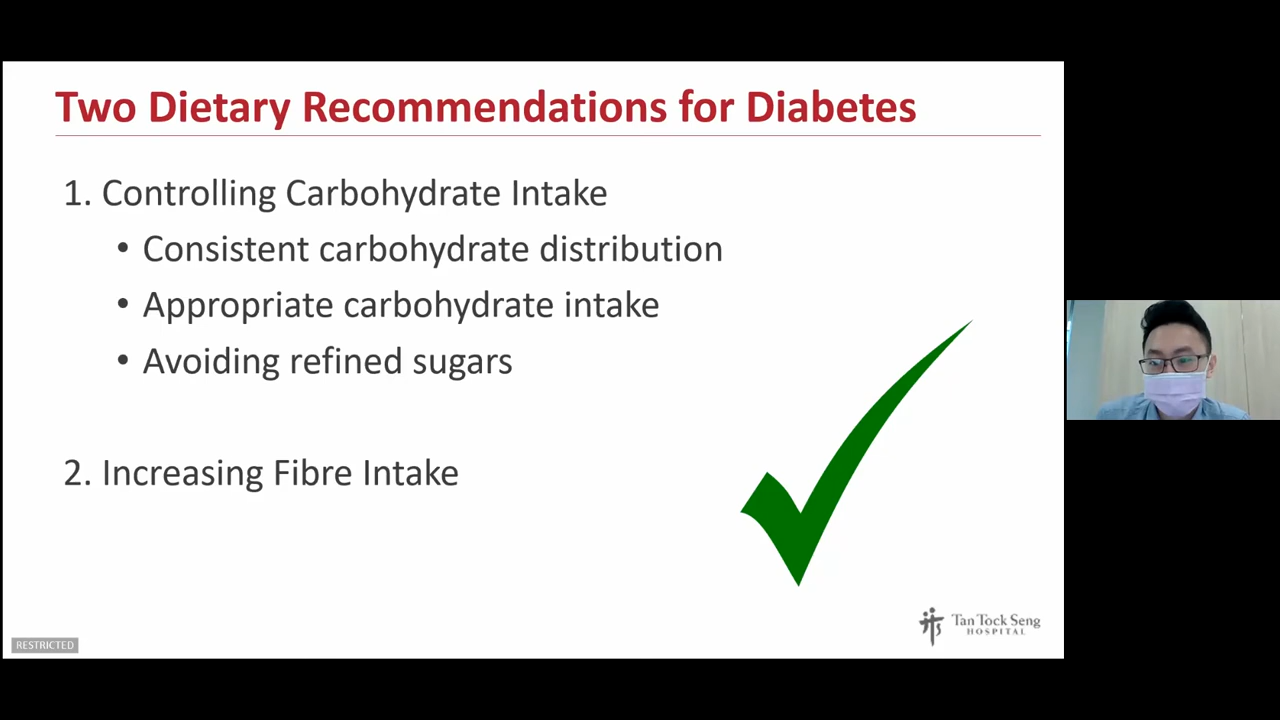 Two Dietary Recommendations for Diabetes
1. Controlling Carbohydrate Intake
• Consistent carbohydrate distribution
• Appropriate carbohydrate intake
• Avoiding refined sugars
2. Increasing Fibre Intake
Tan Tock Seng
HOSPITAL
RESTRICTED